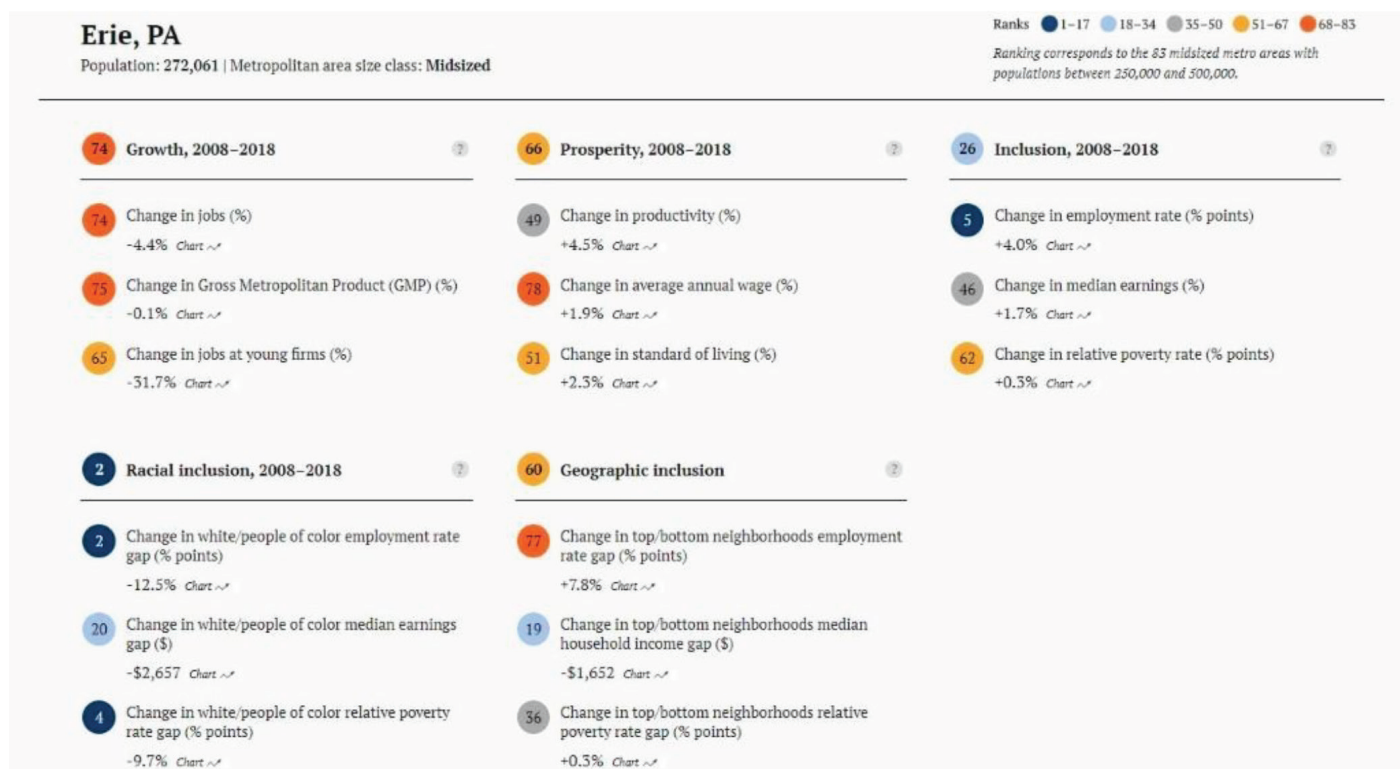 Erie, PA
Population: 272,061 | Metropolitan area size class: Midsized
Ranks 1–17 18–34 35–50 51–67 68–83
Ranking corresponds to the 83 midsized metro areas with
populations between 250,000 and 500,000.
74 Growth, 2008–2018 ?
74 Change in jobs (%)
-4.4% Chart
75 Change in Gross Metropolitan Product (GMP) (%)
-0.1% Chart
65 Change in jobs at young firms (%)
-31.7% Chart
66 Prosperity, 2008–2018 ?
49 Change in productivity (%)
+4.5% Chart
78 Change in average annual wage (%)
+1.9% Chart
51 Change in standard of living (%)
+2.3% Chart
26 Inclusion, 2008–2018 ?
5 Change in employment rate (% points)
+4.0% Chart
46 Change in median earnings (%)
+1.7% Chart
62 Change in relative poverty rate (% points)
+0.3% Chart
2 Racial inclusion, 2008–2018 ?
2 Change in white/people of color employment rate
gap (% points)
-12.5% Chart
20 Change in white/people of color median earnings
gap ($)
-$2,657 Chart
4 Change in white/people of color relative poverty
rate gap (% points)
-9.7% Chart
60 Geographic inclusion ?
77 Change in top/bottom neighborhoods employment
rate gap (% points)
+7.8% Chart
19 Change in top/bottom neighborhoods median
household income gap ($)
-$1,652 Chart
36 Change in top/bottom neighborhoods relative
poverty rate gap (% points)
+0.3% Chart